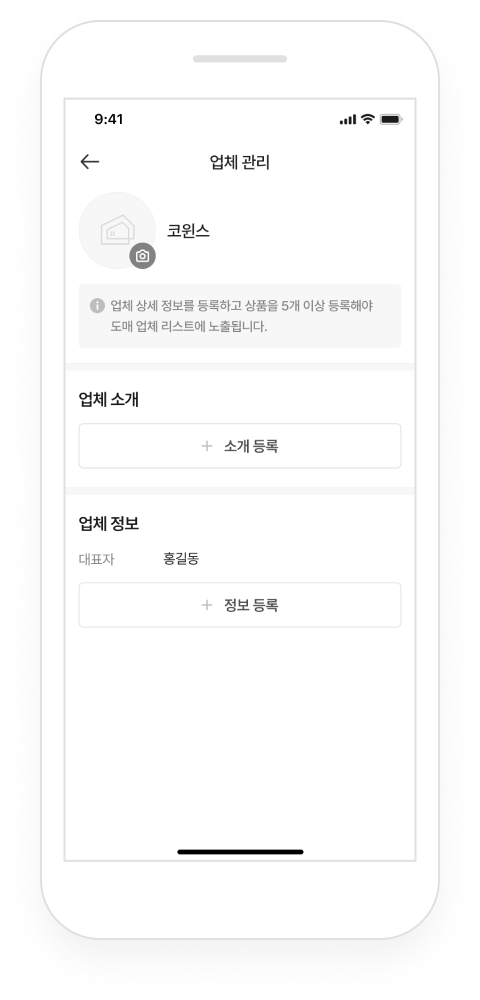 9:41
업체 관리
코윈스
업체 상세 정보를 등록하고 상품을 5개 이상 등록해야
도매 업체 리스트에 노출됩니다.
업체 소개
+ 소개 등록
업체 정보
대표자 홍길동
+ 정보 등록